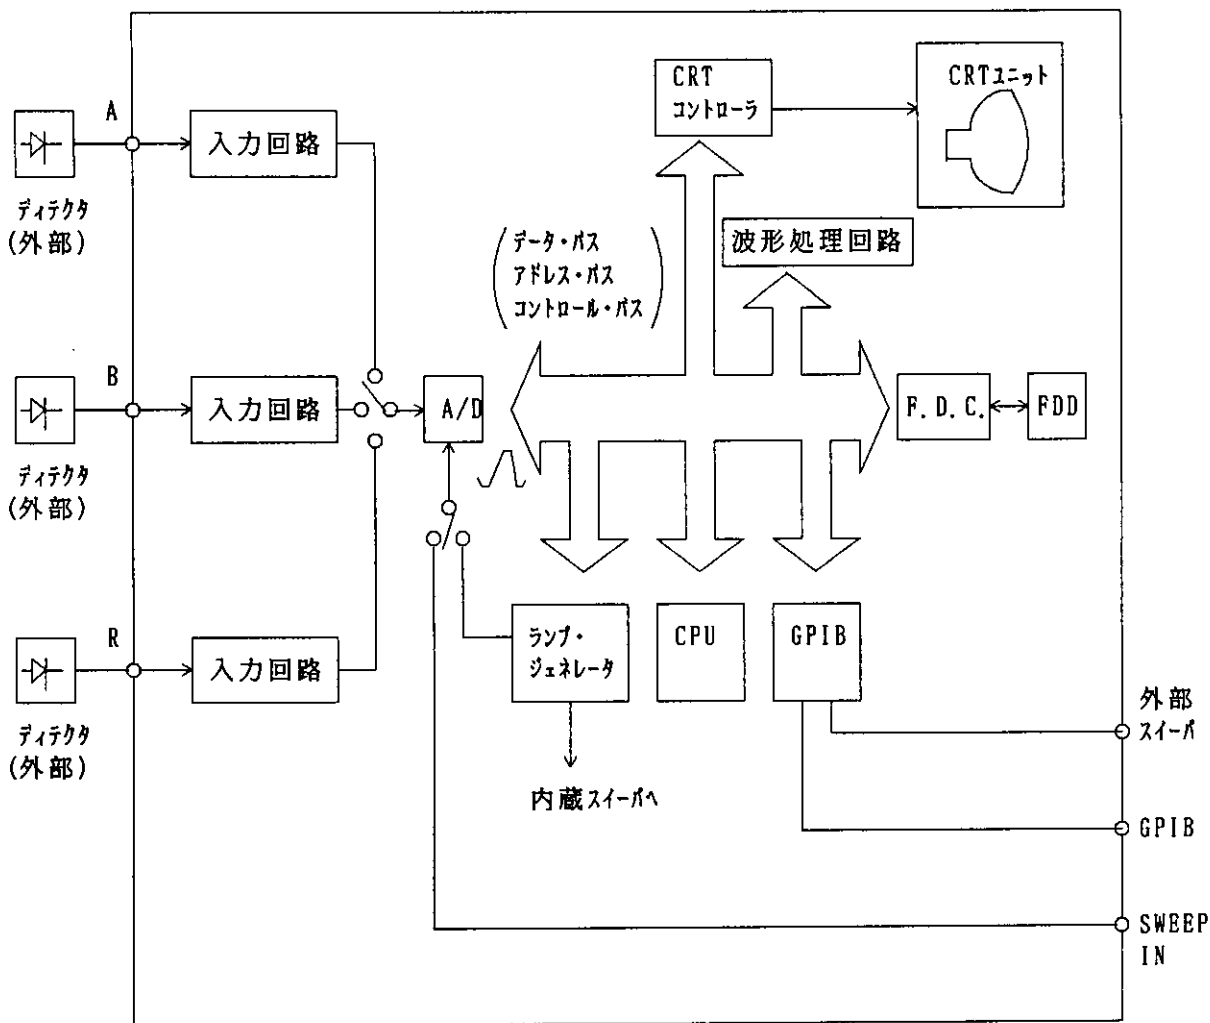 CRT
コントローラ
CRTユニット
A
入力回路
ディテクタ
(外部)
データ・バス
アドレス・バス
コントロール・バス
波形処理回路
B
入力回路
A/D
F. D. C.
FDD
ディテクタ
(外部)
R
入力回路
ランプ・
ジェネレータ
CPU
GPIB
ディテクタ
(外部)
内蔵スイーパへ
外部
スイーパ
GPIB
SWEEP
IN